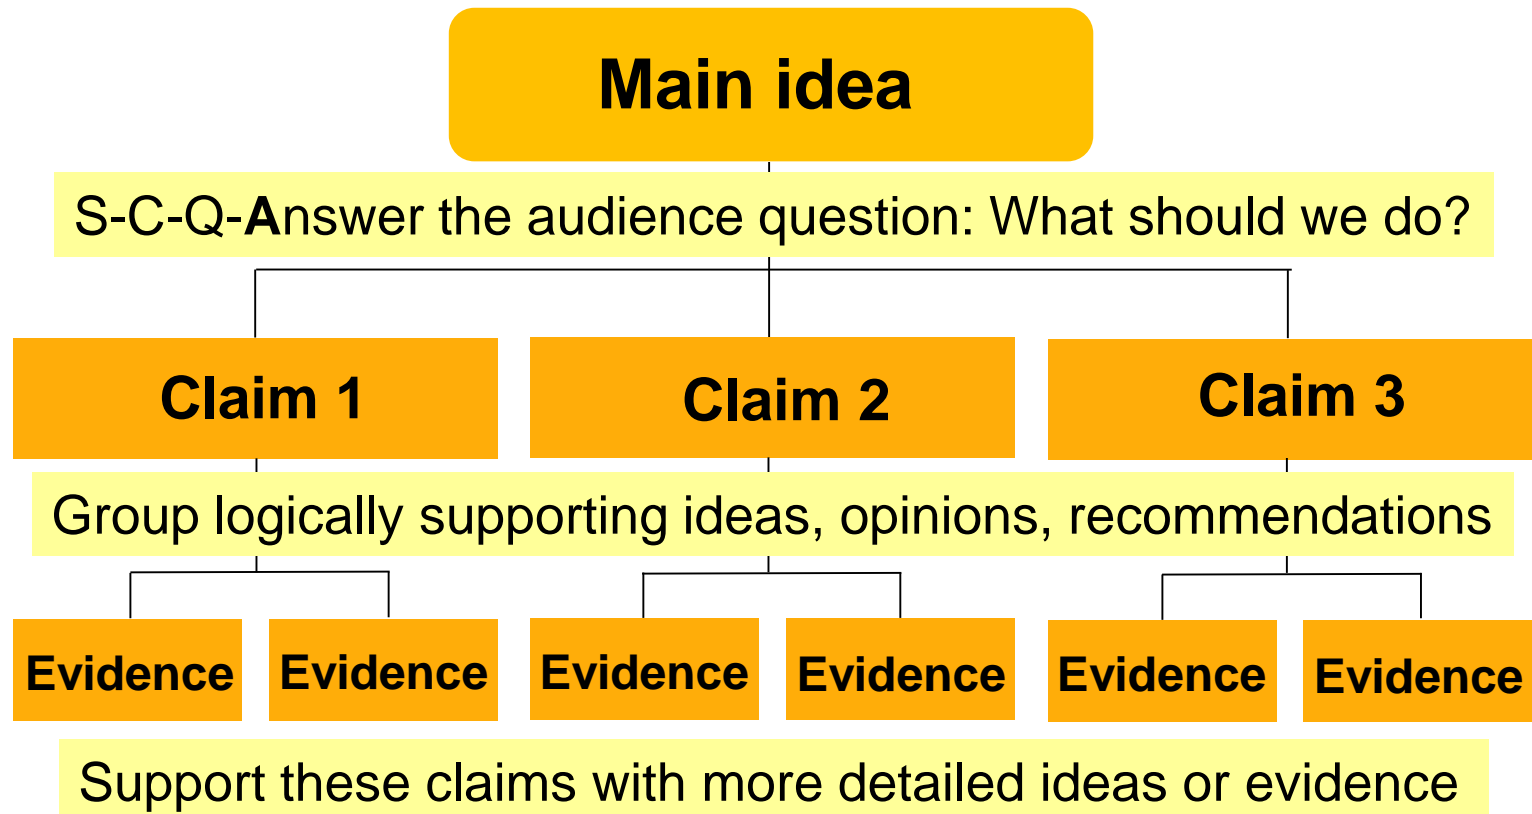 Main idea
S-C-Q-Answer the audience question: What should we do?
Claim 1
Claim 2
Claim 3
Group logically supporting ideas, opinions, recommendations
Evidence
Evidence
Evidence
Evidence
Evidence
Evidence
Support these claims with more detailed ideas or evidence